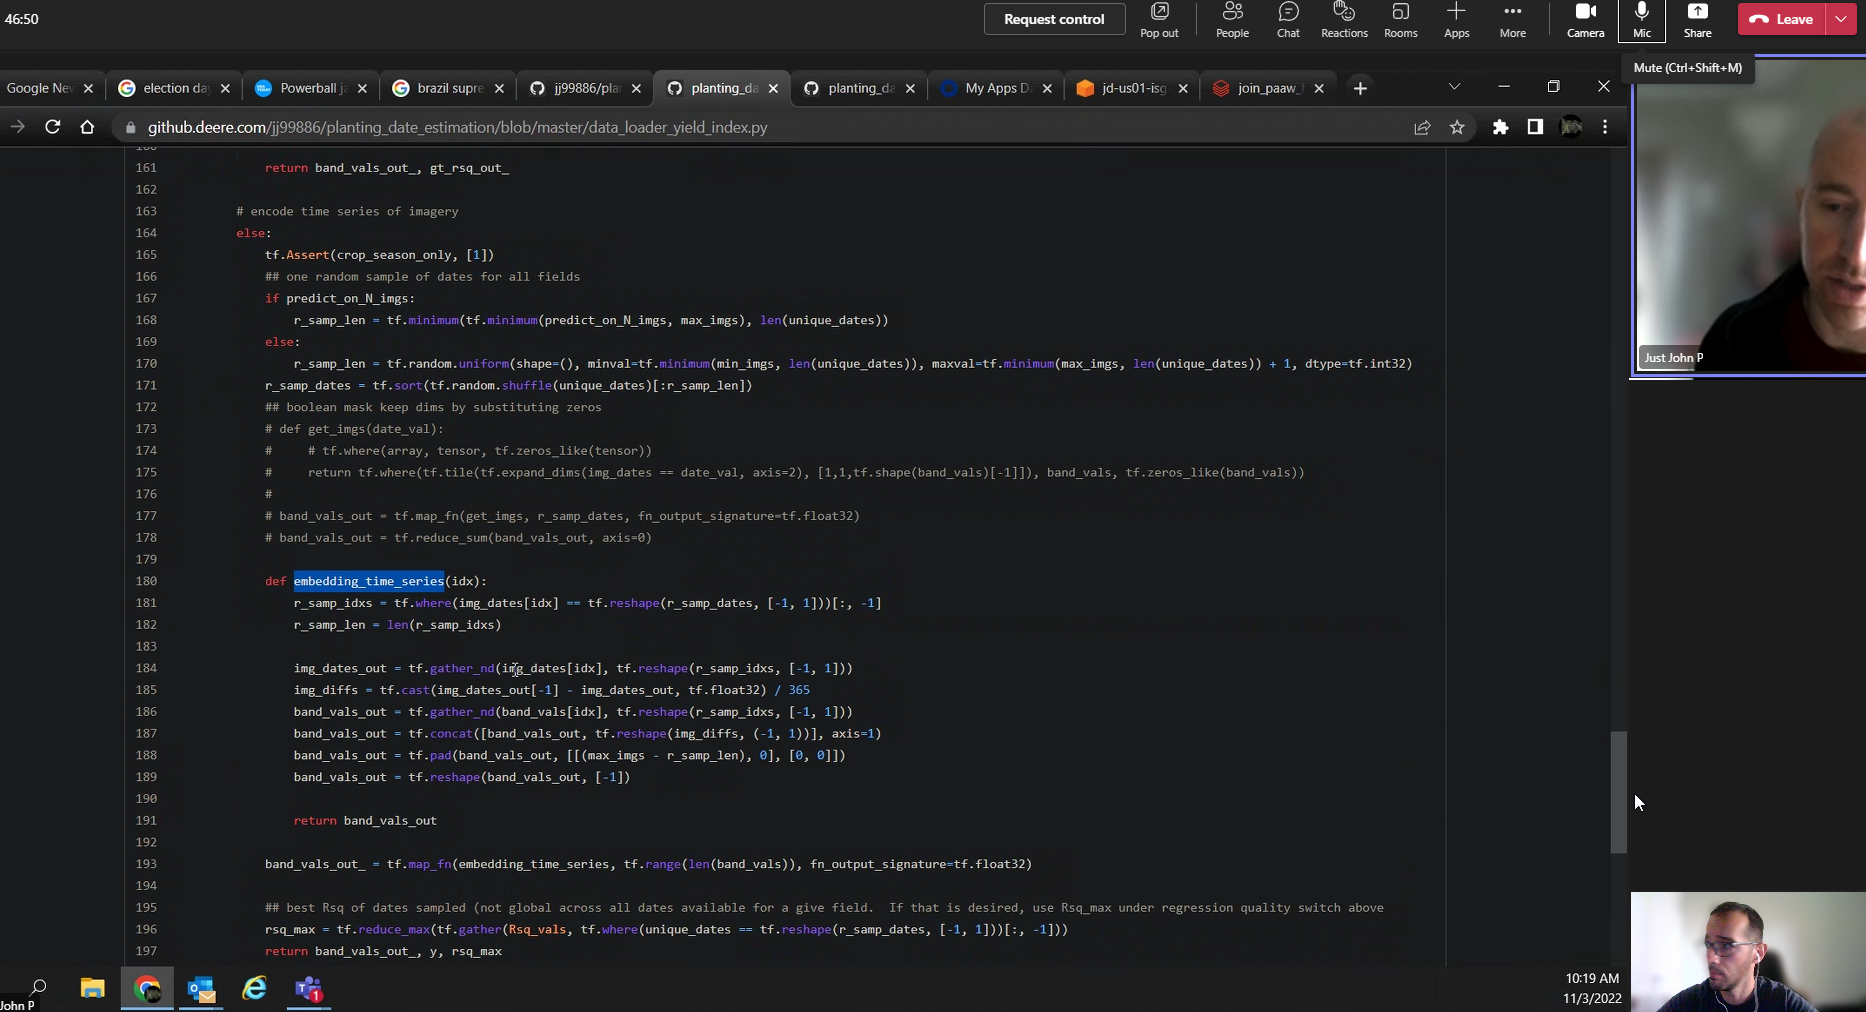 46:50
Request control
Pop out
People
Chat
Reactions
Rooms
Apps
More
Camera
Mic
Share
Leave
Mute (Ctrl+Shift+M)
Google Ne
election da
Powerball j
brazil supre
jj99886/pla
planting_da
planting_da
My Apps D
jd-us01-isg
join_paaw_
github.deere.com/jj99886/planting_date_estimation/blob/master/data_loader_yield_index.py
161 return band_vals_out_, gt_rsq_out_
162
163 # encode time series of imagery
164 else:
165 tf.Assert(crop_season_only, [1])
166 ## one random sample of dates for all fields
167 if predict_on_N_imgs:
168 r_samp_len = tf.minimum(tf.minimum(predict_on_N_imgs, max_imgs), len(unique_dates))
169 else:
170 r_samp_len = tf.random.uniform(shape=(), minval=tf.minimum(min_imgs, len(unique_dates)), maxval=tf.minimum(max_imgs, len(unique_dates)) + 1, dtype=tf.int32)
171 r_samp_dates = tf.sort(tf.random.shuffle(unique_dates)[:r_samp_len])
172 ## boolean mask keep dims by substituting zeros
173 # def get_imgs(date_val):
174 # # tf.where(array, tensor, tf.zeros_like(tensor))
175 # return tf.where(tf.tile(tf.expand_dims(img_dates == date_val, axis=2), [1,1,tf.shape(band_vals)[-1]]), band_vals, tf.zeros_like(band_vals))
176 #
177 # band_vals_out = tf.map_fn(get_imgs, r_samp_dates, fn_output_signature=tf.float32)
178 # band_vals_out = tf.reduce_sum(band_vals_out, axis=0)
179
180 def embedding_time_series(idx):
181 r_samp_idxs = tf.where(img_dates[idx] == tf.reshape(r_samp_dates, [-1, 1]))[:, -1]
182 r_samp_len = len(r_samp_idxs)
183
184 img_dates_out = tf.gather_nd(img_dates[idx], tf.reshape(r_samp_idxs, [-1, 1]))
185 img_diffs = tf.cast(img_dates_out[-1] - img_dates_out, tf.float32) / 365
186 band_vals_out = tf.gather_nd(band_vals[idx], tf.reshape(r_samp_idxs, [-1, 1]))
187 band_vals_out = tf.concat([band_vals_out, tf.reshape(img_diffs, (-1, 1))], axis=1)
188 band_vals_out = tf.pad(band_vals_out, [[(max_imgs - r_samp_len), 0], [0, 0]])
189 band_vals_out = tf.reshape(band_vals_out, [-1])
190
191 return band_vals_out
192
193 band_vals_out_ = tf.map_fn(embedding_time_series, tf.range(len(band_vals)), fn_output_signature=tf.float32)
194
195 ## best Rsq of dates sampled (not global across all dates available for a give field. If that is desired, use Rsq_max under regression quality switch above
196 rsq_max = tf.reduce_max(tf.gather(Rsq_vals, tf.where(unique_dates == tf.reshape(r_samp_dates, [-1, 1]))[:, -1]))
197 return band_vals_out_, y, rsq_max
Just John P
John P
1
10:19 AM
11/3/2022